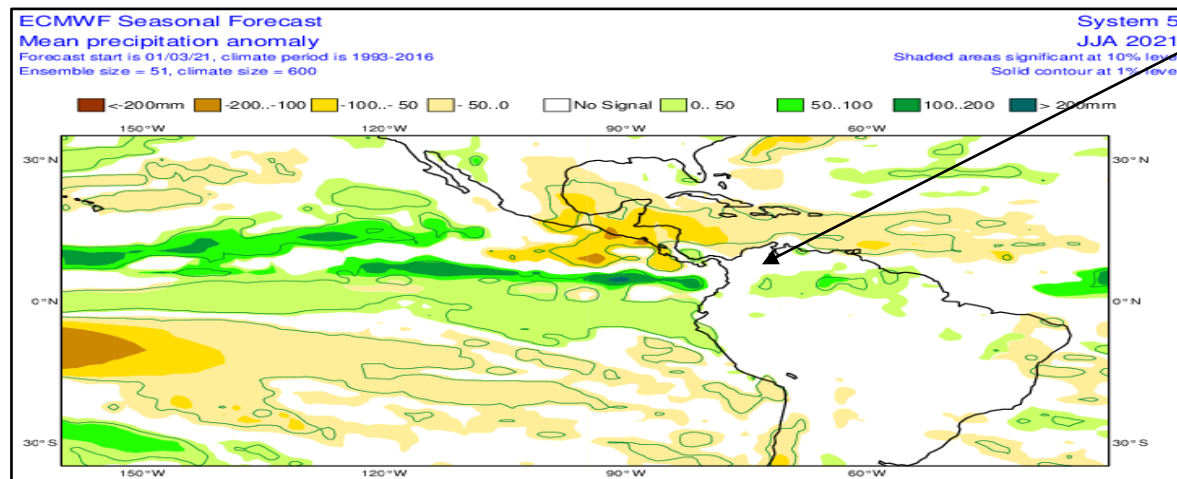 ECMWF Seasonal Forecast
System 5
Mean precipitation anomaly
JJA 2021
Forecast start is 01/03/21, climate period is 1993-2016
Shaded areas significant at 10% leve
Ensemble size = 51, climate size = 600
Solid contour at 1% leve
<-200mm -200..-100 -100..- 50 - 50..0 No Signal 0.. 50 50..100 100..200 > 200mm
150°W 120°W 90°W 60°W
30°N 30°N
0°N 0°N
30°S 30°S
150°W 120°W 90°W 60°W